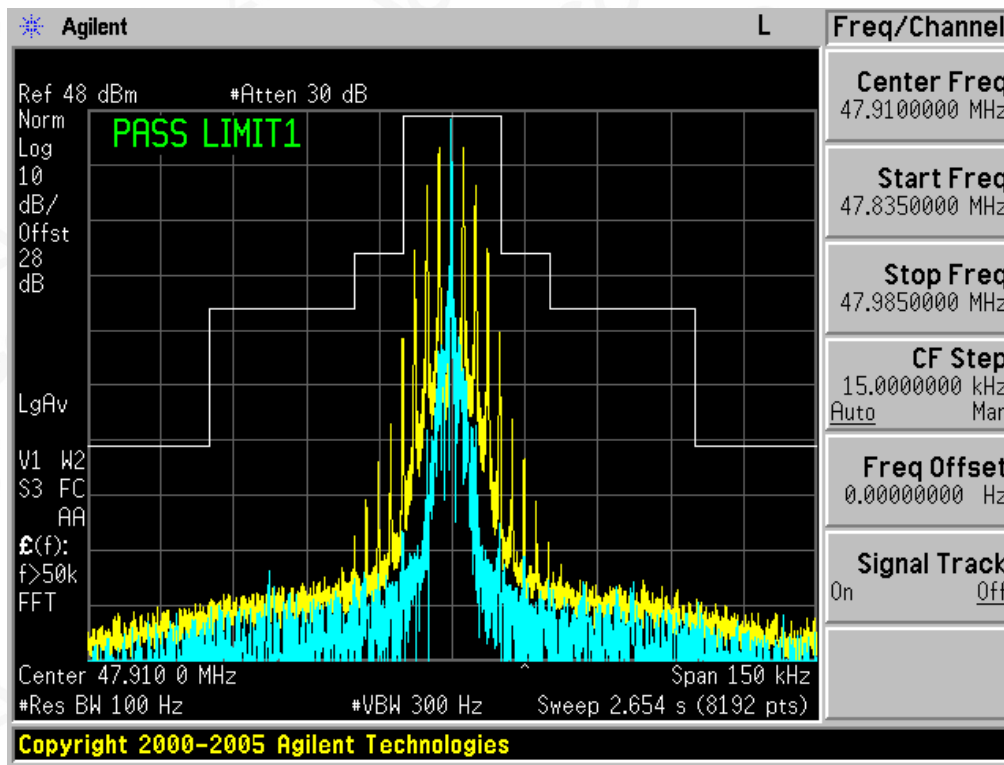 Agilent
L
Freq/Channel
Ref 48 dBm #Atten 30 dB
Norm
Log
10
dB/
Offst
28
dB
LgAv
V1 W2
S3 FC
AA
£(f):
f>50k
FFT
PASS LIMIT1
Center 47.910 0 MHz Span 150 kHz
#Res BW 100 Hz #VBW 300 Hz Sweep 2.654 s (8192 pts)
Copyright 2000-2005 Agilent Technologies
Center Freq
47.9100000 MHz
Start Freq
47.8350000 MHz
Stop Freq
47.9850000 MHz
CF Step
15.0000000 kHz
Auto Man
Freq Offset
0.00000000 Hz
Signal Track
On Off